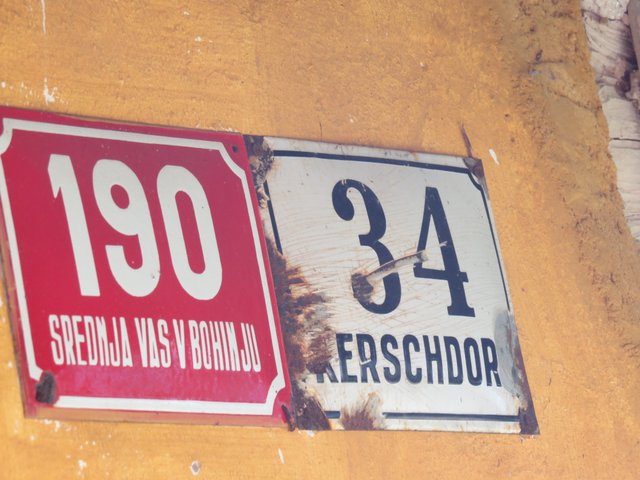 190
SREDNJA VAS V BOHINJU
34
KERSCHDOR